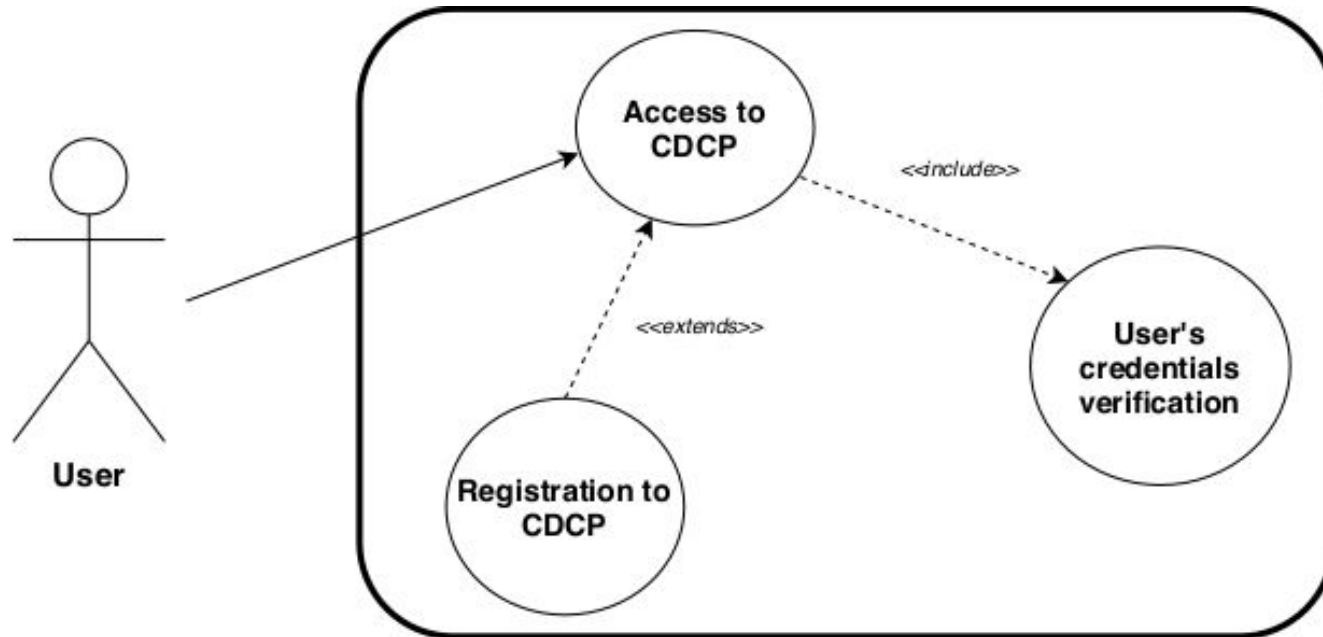 Access to
CDCP
<<include>>
<<extends>>
User's
credentials
verification
User
Registration to
CDCP